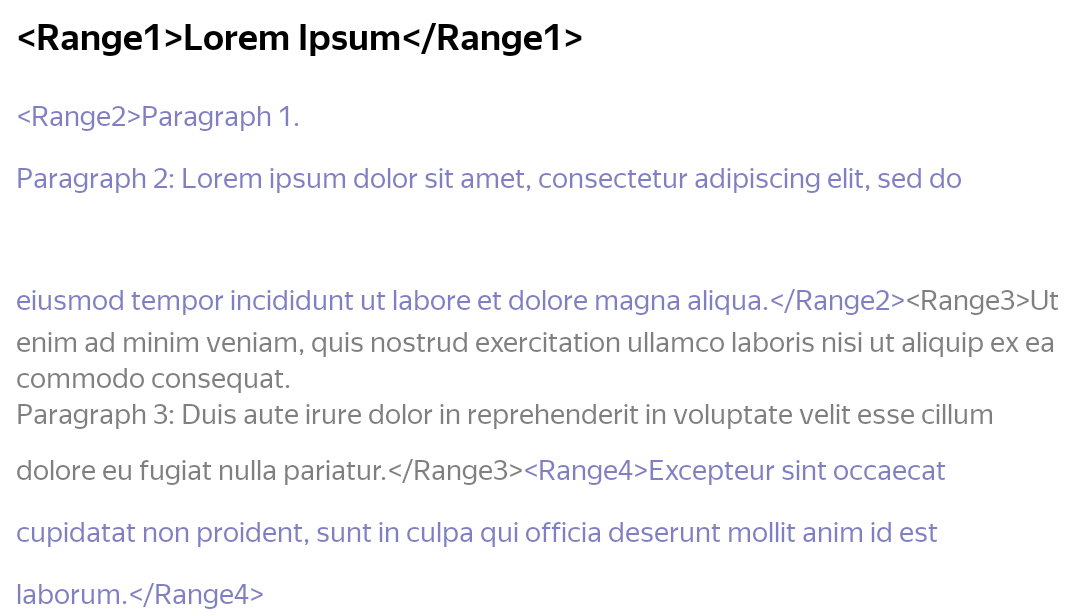 <Range1>Lorem Ipsum</Range1>
<Range2>Paragraph 1.
Paragraph 2: Lorem ipsum dolor sit amet, consectetur adipiscing elit, sed do
eiusmod tempor incididunt ut labore et dolore magna aliqua.</Range2><Range3>Ut
enim ad minim veniam, quis nostrud exercitation ullamco laboris nisi ut aliquip ex ea
commodo consequat.
Paragraph 3: Duis aute irure dolor in reprehenderit in voluptate velit esse cillum
dolore eu fugiat nulla pariatur.</Range3><Range4>Excepteur sint occaecat
cupidatat non proident, sunt in culpa qui officia deserunt mollit anim id est
laborum.</Range4>